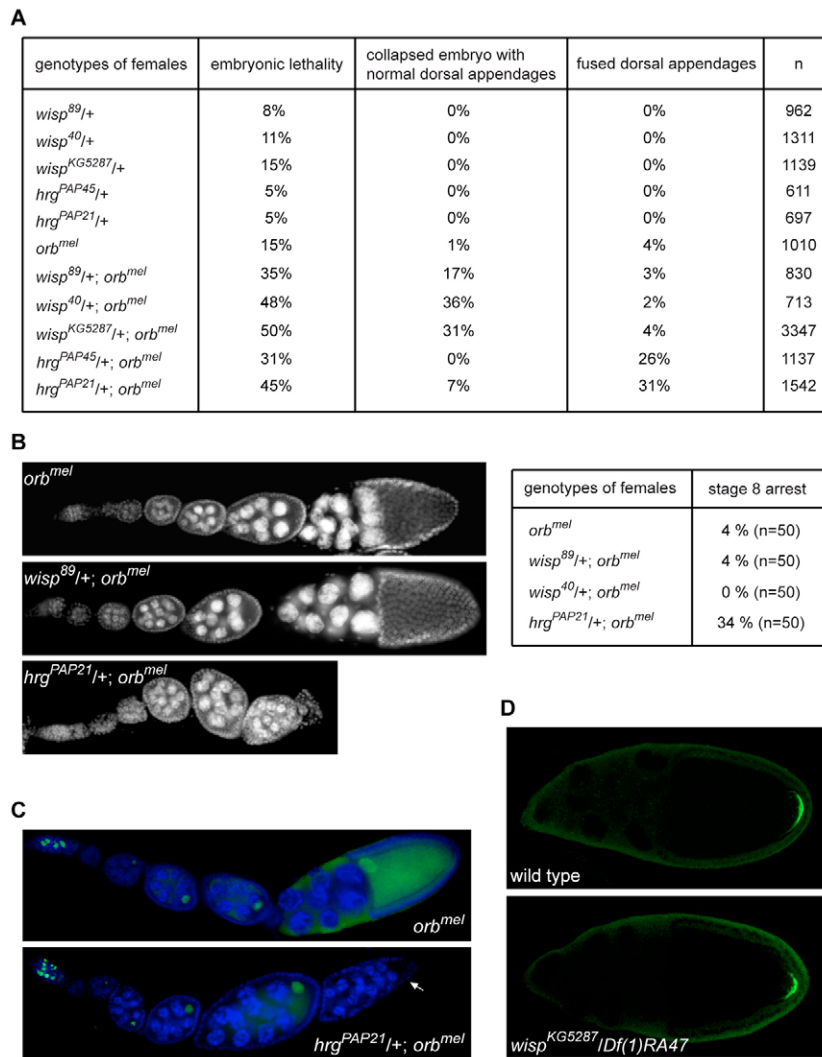 A
genotypes of females embryonic lethality collapsed embryo with normal dorsal appendages fused dorsal appendages n
wisp89/+ 8% 0% 0% 962
wisp40/+ 11% 0% 0% 1311
wispKG5287/+ 15% 0% 0% 1139
hrgPAP45/+ 5% 0% 0% 611
hrgPAP21/+ 5% 0% 0% 697
orbmel 15% 1% 4% 1010
wisp89/+; orbmel 35% 17% 3% 830
wisp40/+; orbmel 48% 36% 2% 713
wispKG5287/+; orbmel 50% 31% 4% 3347
hrgPAP45/+; orbmel 31% 0% 26% 1137
hrgPAP21/+; orbmel 45% 7% 31% 1542
B
orbmel
wisp89/+; orbmel
hrgPAP21/+; orbmel
genotypes of females stage 8 arrest
orbmel 4 % (n=50)
wisp89/+; orbmel 4 % (n=50)
wisp40/+; orbmel 0 % (n=50)
hrgPAP21/+; orbmel 34 % (n=50)
C
orbmel
hrgPAP21/+; orbmel
D
wild type
wispKG5287/Df(1)RA47